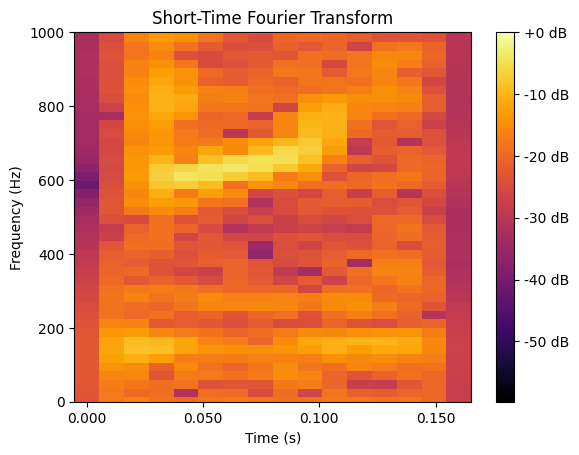 Short-Time Fourier Transform
1000
800
600
400
200
0
Frequency (Hz)
0.000
0.050
0.100
0.150
Time (s)
+0 dB
-10 dB
-20 dB
-30 dB
-40 dB
-50 dB